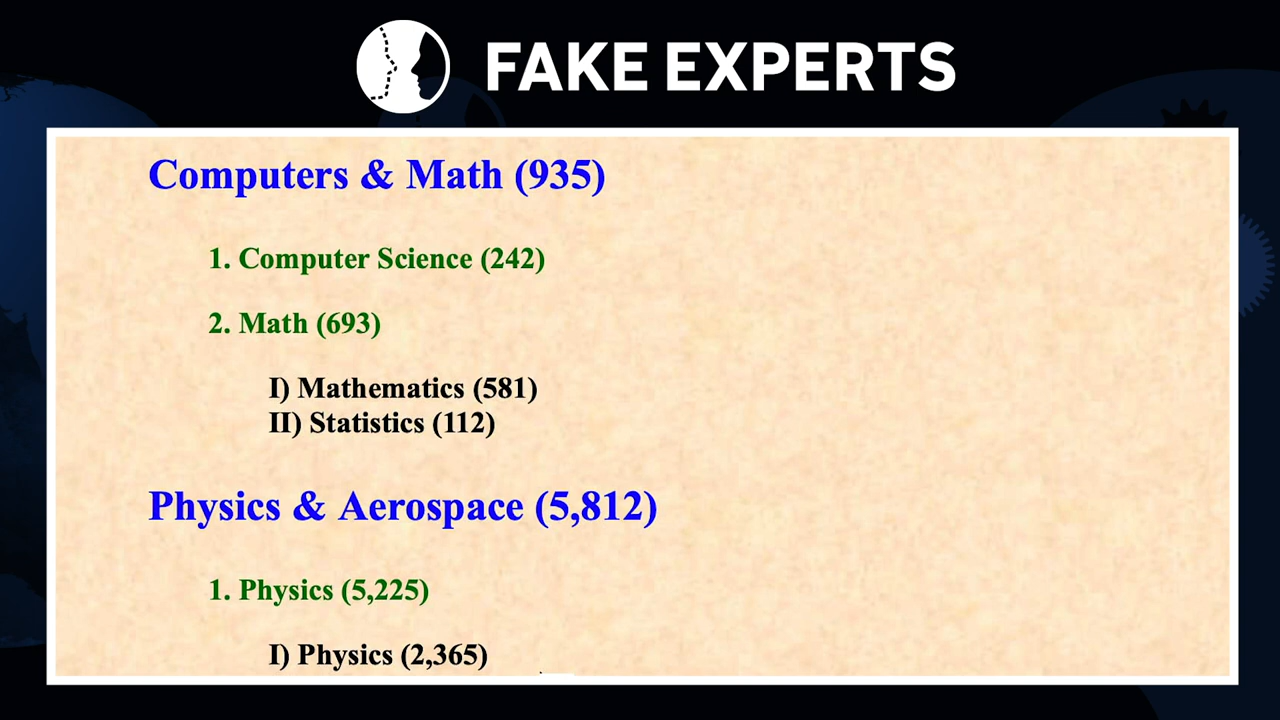 FAKE EXPERTS
Computers & Math (935)
1. Computer Science (242)
2. Math (693)
I) Mathematics (581)
II) Statistics (112)
Physics & Aerospace (5,812)
1. Physics (5,225)
I) Physics (2,365)